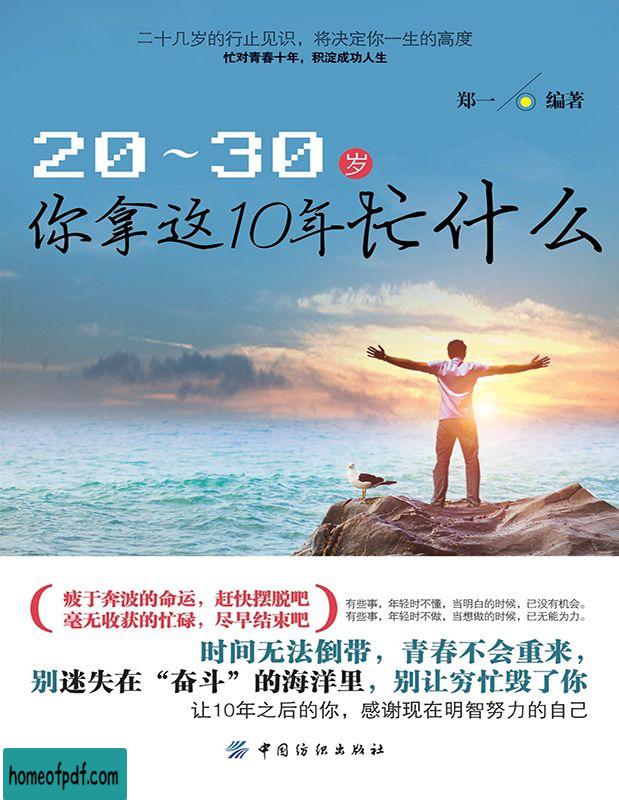 二十几岁的行止见识，将决定你一生的高度
忙对青春十年，积淀成功人生
郑一 编著
20~30岁
你拿这10年忙什么
疲于奔波的命运，赶快摆脱吧
毫无收获的忙碌，尽早结束吧
有些事，年轻时不懂，当明白的时候，已没有机会。
有些事，年轻时不做，当想做的时候，已无能为力。
时间无法倒带，青春不会重来，
别迷失在“奋斗”的海洋里，别让穷忙毁了你
让10年之后的你，感谢现在明智努力的自己
中国纺织出版社
homeofpdf.com